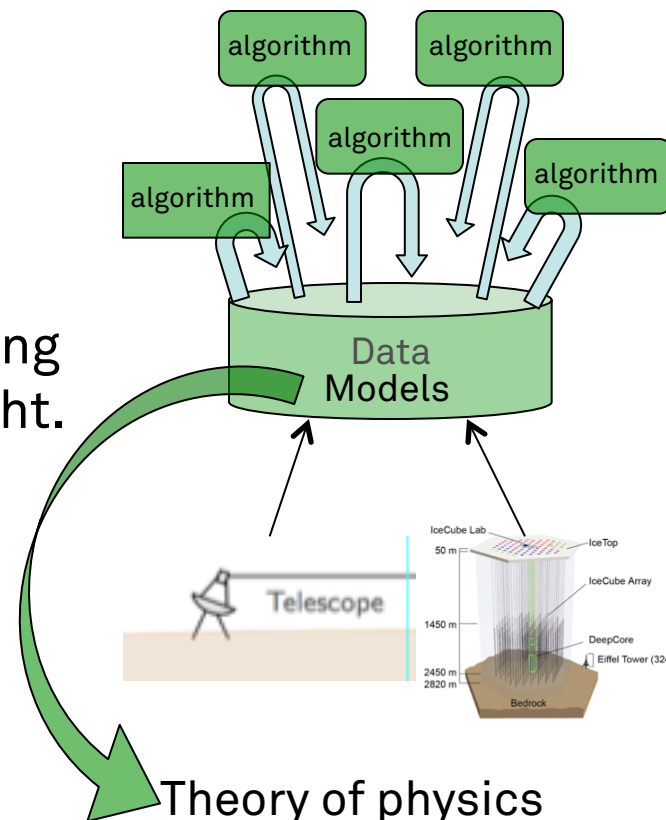 algorithm
algorithm
algorithm
algorithm
algorithm
ng
ht.
Data
Models
Telescope
IceCube Lab
IceTop
50 m
IceCube Array
1450 m
DeepCore
Eiffel Tower (324
2450 m
2820 m
Bedrock
Theory of physics